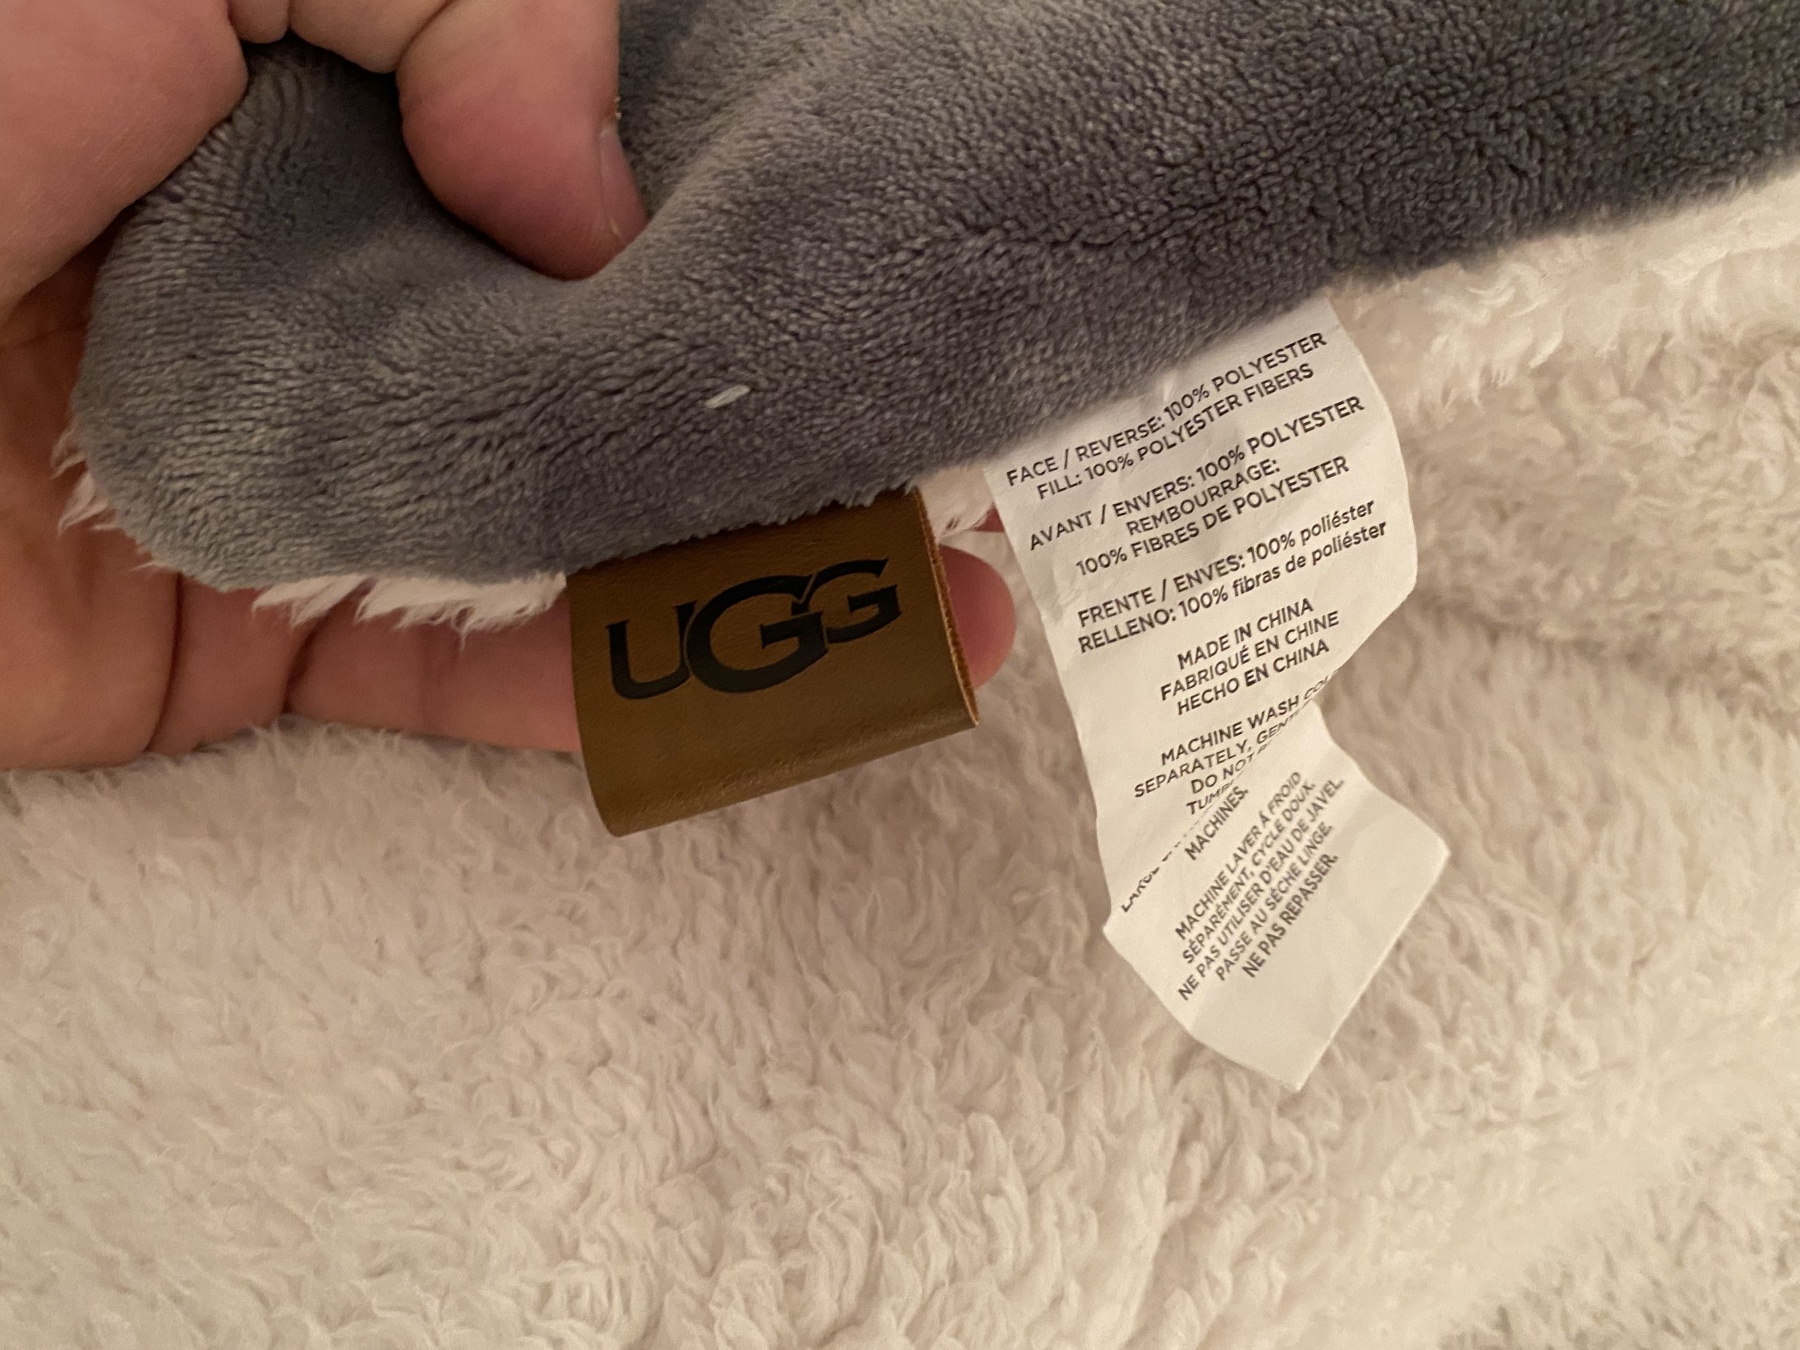 UGG
FACE / REVERSE: 100% POLYESTER
FILL: 100% POLYESTER FIBERS
AVANT / ENVERS: 100% POLYESTER
REMBOURRAGE:
100% FIBRES DE POLYESTER
FRENTE / ENVES: 100% poliéster
RELLENO: 100% fibras de poliéster
MADE IN CHINA
FABRIQUÉ EN CHINE
HECHO EN CHINA
MACHINE WASH
SEPARATELY,
DO NOT
MACHINES.
MACHINE LAVER À FROID
SÉPARÉMENT, CYCLE DOUX.
NE PAS UTILISER D'EAU DE JAVEL.
PASSE AU SÈCHE LINGE.
NE PAS REPASSER.